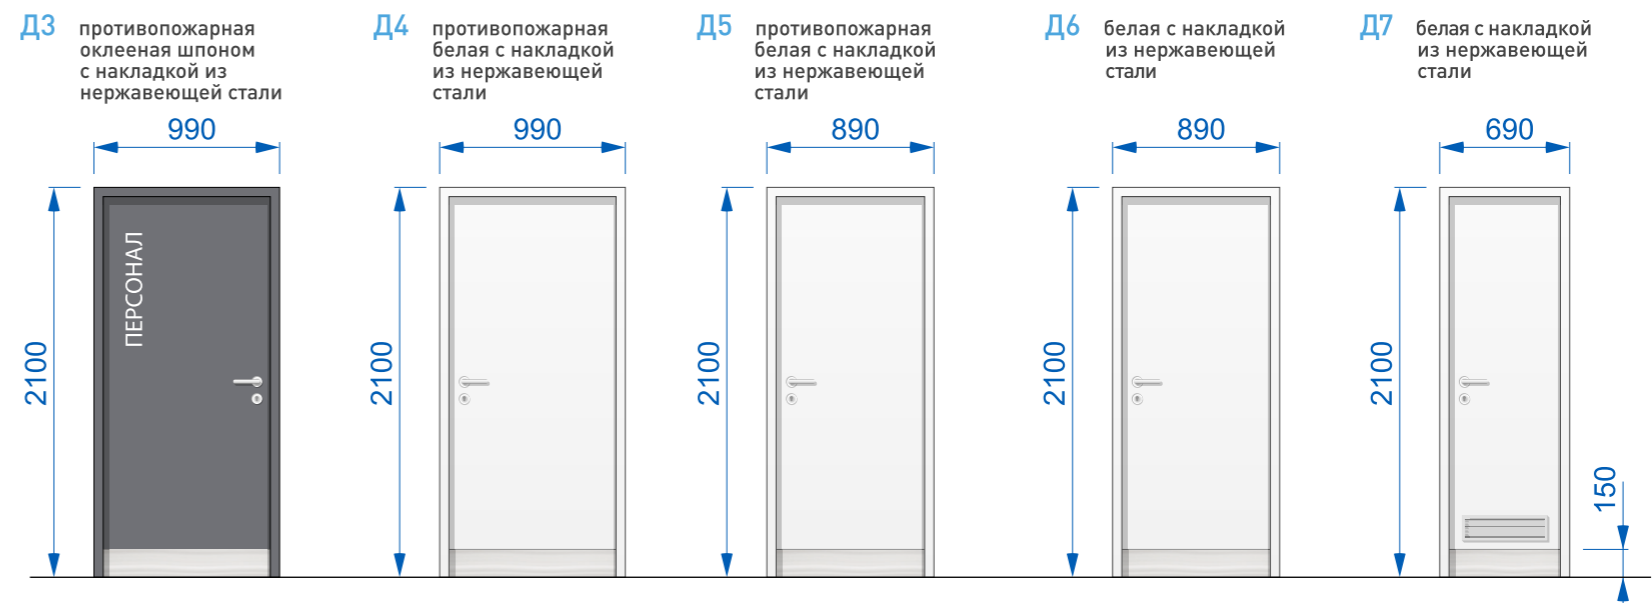 Д3 противопожарная
оклееная шпоном
с накладкой из
нержавеющей стали
Д4 противопожарная
белая с накладкой
из нержавеющей
стали
Д5 противопожарная
белая с накладкой
из нержавеющей
стали
Д6 белая с накладкой
из нержавеющей
стали
Д7 белая с накладкой
из нержавеющей
стали
990
990
890
890
690
ПЕРСОНАЛ
2100
2100
2100
2100
2100
150